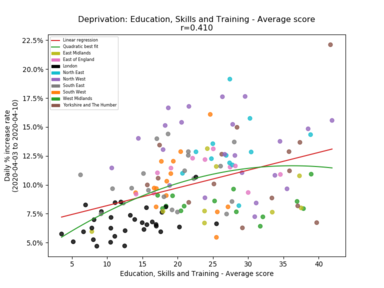 Deprivation: Education, Skills and Training - Average score
r=0.410
Daily % increase rate
(2020-04-03 to 2020-04-10)
22.5%
20.0%
17.5%
15.0%
12.5%
10.0%
7.5%
5.0%
Linear regression
Quadratic best fit
East Midlands
East of England
London
North East
North West
South East
South West
West Midlands
Yorkshire and The Humber
5
10
15
20
25
30
35
40
Education, Skills and Training - Average score